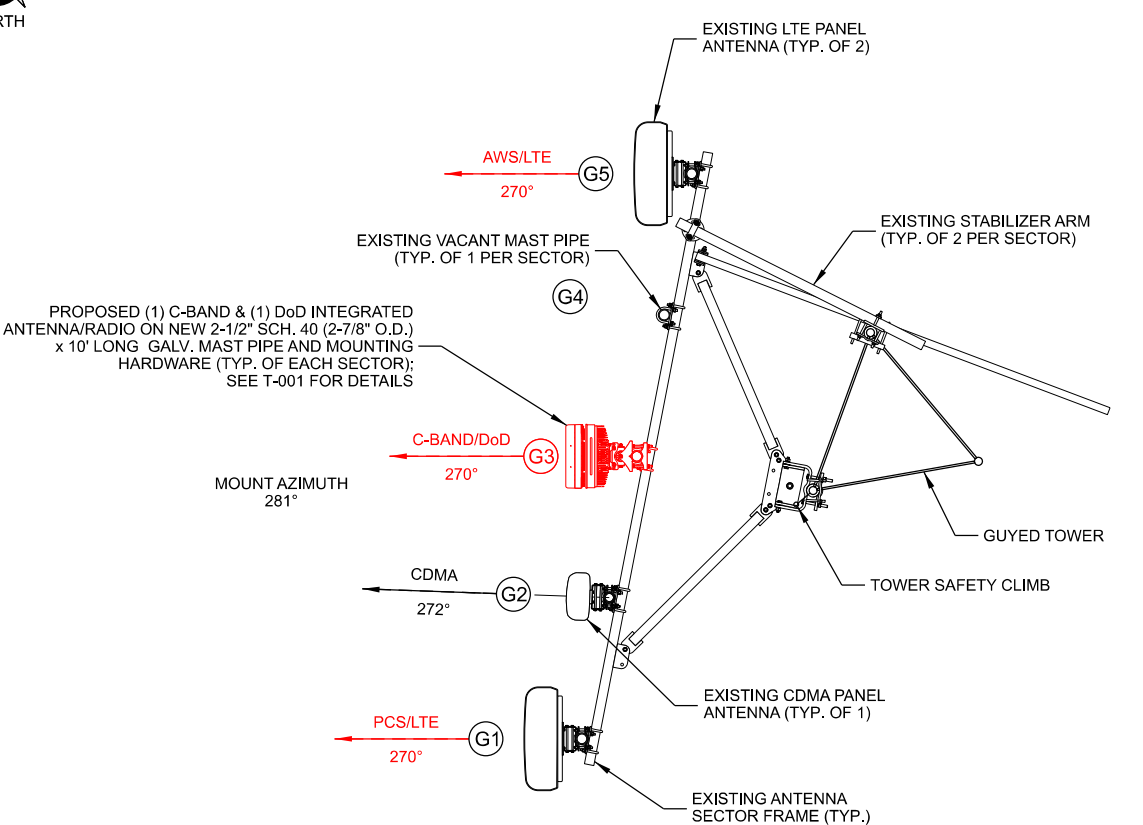 RTH
EXISTING LTE PANEL
ANTENNA (TYP. OF 2)
AWS/LTE
G5
270°
EXISTING STABILIZER ARM
(TYP. OF 2 PER SECTOR)
EXISTING VACANT MAST PIPE
(TYP. OF 1 PER SECTOR)
G4
PROPOSED (1) C-BAND & (1) DoD INTEGRATED
ANTENNA/RADIO ON NEW 2-1/2" SCH. 40 (2-7/8" O.D.)
x 10' LONG GALV. MAST PIPE AND MOUNTING
HARDWARE (TYP. OF EACH SECTOR);
SEE T-001 FOR DETAILS
C-BAND/DoD
G3
270°
MOUNT AZIMUTH
281°
GUYED TOWER
CDMA
G2
272°
TOWER SAFETY CLIMB
EXISTING CDMA PANEL
ANTENNA (TYP. OF 1)
PCS/LTE
G1
270°
EXISTING ANTENNA
SECTOR FRAME (TYP.)